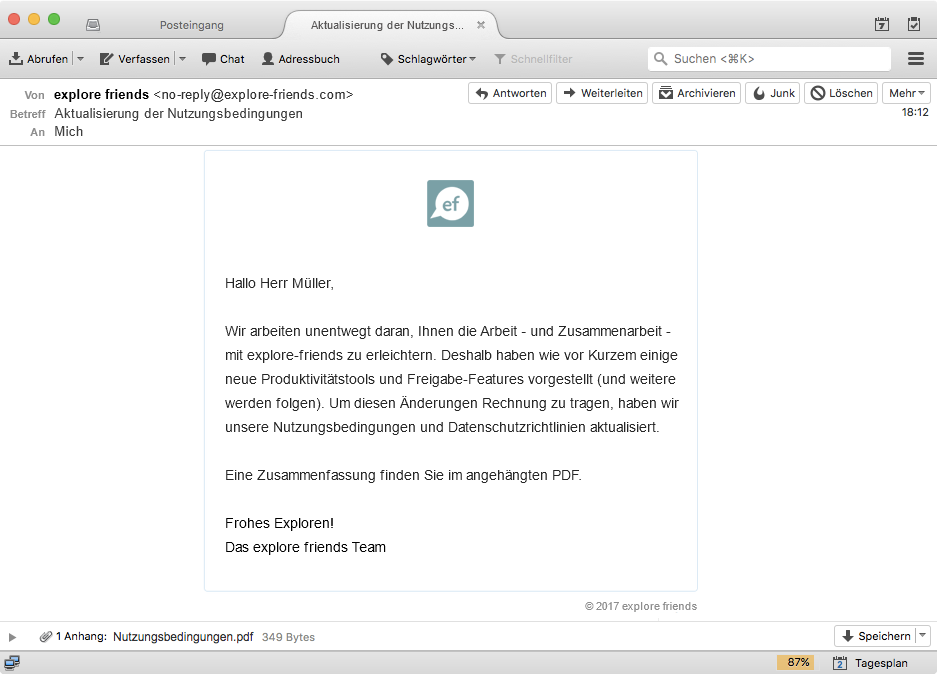 Posteingang
Aktualisierung der Nutzungs...
7
Abrufen
Verfassen
Chat
Adressbuch
Schlagwörter
Schnellfilter
Suchen <⌘K>
Von explore friends <no-reply@explore-friends.com>
Antworten
Weiterleiten
Archivieren
Junk
Löschen
Mehr
Betreff Aktualisierung der Nutzungsbedingungen
18:12
An Mich
ef
Hallo Herr Müller,
Wir arbeiten unentwegt daran, Ihnen die Arbeit - und Zusammenarbeit -
mit explore-friends zu erleichtern. Deshalb haben wie vor Kurzem einige
neue Produktivitätstools und Freigabe-Features vorgestellt (und weitere
werden folgen). Um diesen Änderungen Rechnung zu tragen, haben wir
unsere Nutzungsbedingungen und Datenschutzrichtlinien aktualisiert.
Eine Zusammenfassung finden Sie im angehängten PDF.
Frohes Exploren!
Das explore friends Team
© 2017 explore friends
1 Anhang: Nutzungsbedingungen.pdf 349 Bytes
Speichern
87%
2
Tagesplan